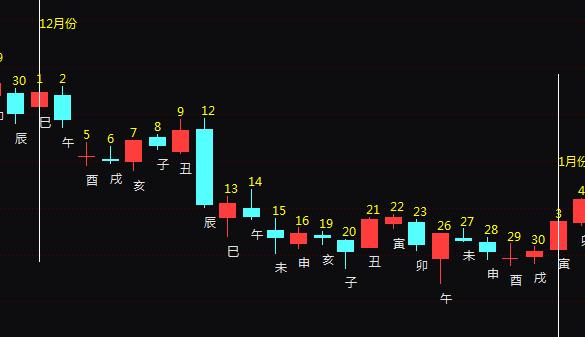 12月份
1月份
9
30
1
2
5
6
7
8
9
12
13
14
15
16
19
20
21
22
23
26
27
28
29
30
3
4
辰
巳
午
酉
戌
亥
子
丑
辰
巳
午
未
申
亥
子
丑
寅
卯
午
未
申
酉
戌
寅